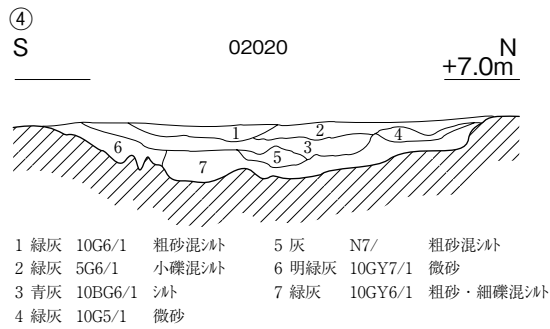 ④
S 02020 N
+7.0m
1 2 4
6 3
7 5
1 緑灰 10G6/1 粗砂混ｼﾙﾄ 5 灰 N7/ 粗砂混ｼﾙﾄ
2 緑灰 5G6/1 小礫混ｼﾙﾄ 6 明緑灰 10GY7/1 微砂
3 青灰 10BG6/1 ｼﾙﾄ 7 緑灰 10GY6/1 粗砂・細礫混ｼﾙﾄ
4 緑灰 10G5/1 微砂